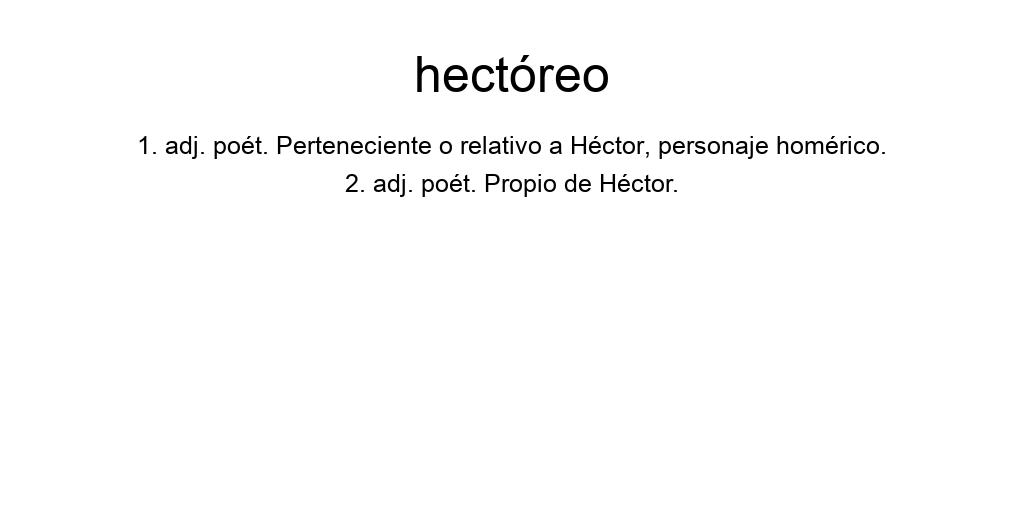 hectóreo
1. adj. poét. Perteneciente o relativo a Héctor, personaje homérico.
2. adj. poét. Propio de Héctor.